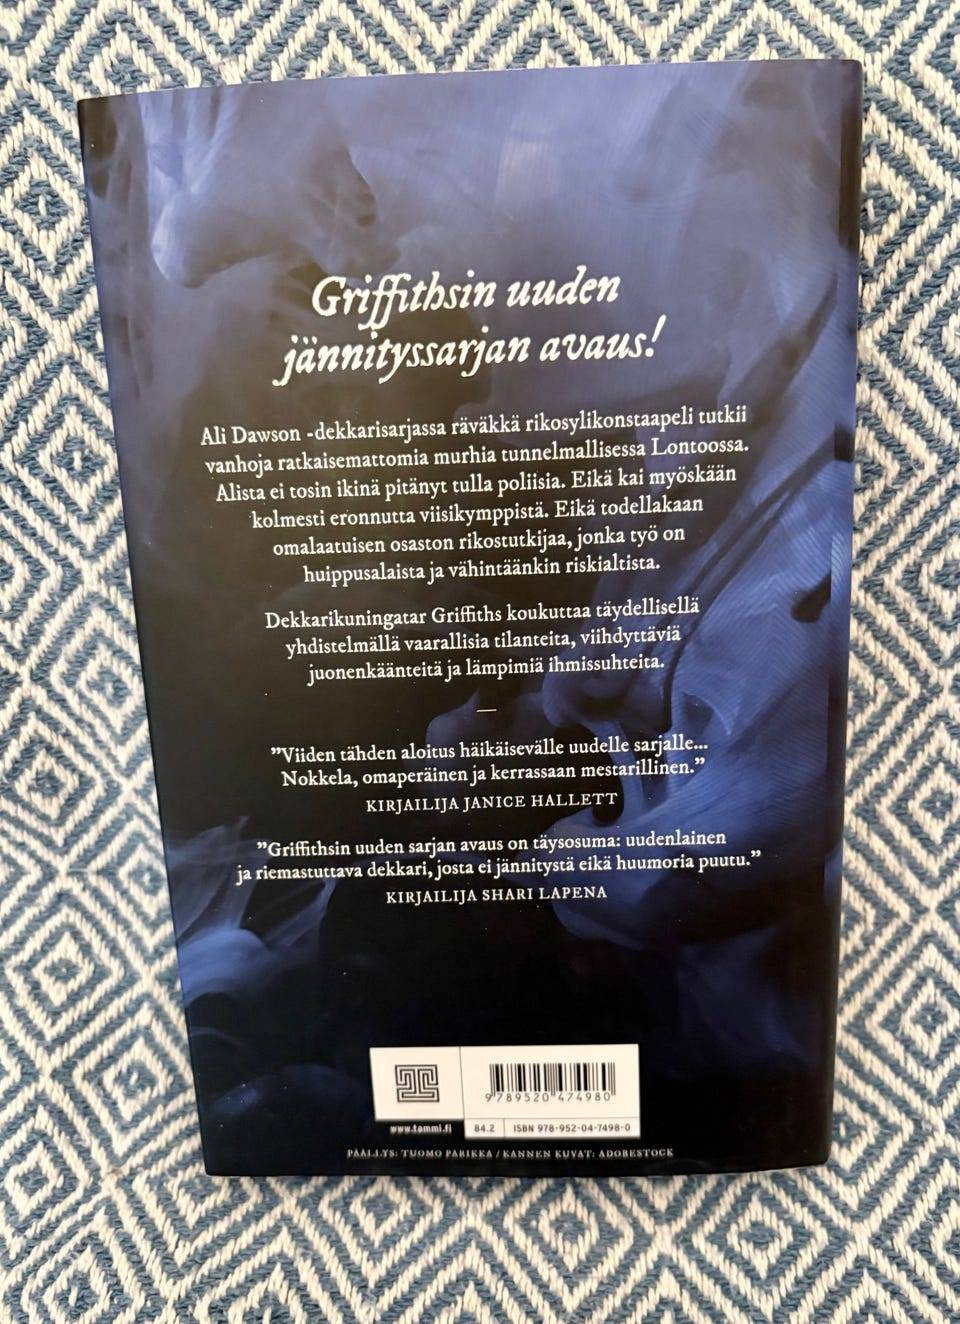 Griffithsin uuden
jännityssarjan avaus!
Ali Dawson -dekkarisarjassa räväkkä rikosylikonstaapeli tutkii
vanhoja ratkaisemattomia murhia tunnelmallisessa Lontoossa.
Alista ei tosin ikinä pitänyt tulla poliisia. Eikä kai myöskään
kolmesti eronnutta viisikymppistä. Eikä todellakaan
omalaatuisen osaston rikostutkijaa, jonka työ on
huippusalaista ja vähintäänkin riskialtista.
Dekkarikuningatar Griffiths koukuttaa täydellisellä
yhdistelmällä vaarallisia tilanteita, viihdyttäviä
juonenkäänteitä ja lämpimiä ihmissuhteita.
—
”Viiden tähden aloitus häikäisevälle uudelle sarjalle...
Nokkela, omaperäinen ja kerrassaan mestarillinen.”
KIRJAILIJA JANICE HALLETT
”Griffithsin uuden sarjan avaus on täysosuma: uudenlainen
ja riemastuttava dekkari, josta ei jännitystä eikä huumoria puutu.”
KIRJAILIJA SHARI LAPENA
9 789520 474980
www.tammi.fi 84.2 ISBN 978-952-04-7498-0
PÄÄLLYS: TUOMO PARIKKA / KANNEN KUVAT: ADOBESTOCK